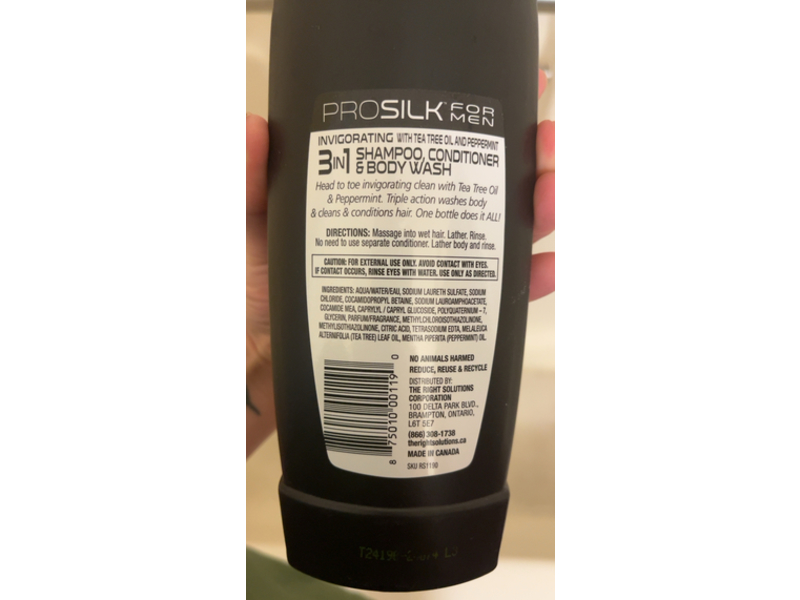 PROSILK™ FOR MEN
INVIGORATING WITH TEA TREE OIL AND PEPPERMINT
3IN1 SHAMPOO, CONDITIONER
& BODY WASH
Head to toe invigorating clean with Tea Tree Oil
& Peppermint. Triple action washes body
& cleans & conditions hair. One bottle does it ALL!
DIRECTIONS: Massage into wet hair. Lather. Rinse.
No need to use separate conditioner. Lather body and rinse.
CAUTION: FOR EXTERNAL USE ONLY. AVOID CONTACT WITH EYES.
IF CONTACT OCCURS, RINSE EYES WITH WATER. USE ONLY AS DIRECTED.
INGREDIENTS: AQUA/WATER/EAU, SODIUM LAURETH SULFATE, SODIUM
CHLORIDE, COCAMIDOPROPYL BETAINE, SODIUM LAUROAMPHOACETATE,
COCAMIDE MEA, CAPRYLYL / CAPRYL GLUCOSIDE, POLYQUATERNIUM – 7,
GLYCERIN, PARFUM/FRAGRANCE, METHYLCHLOROISOTHIAZOLINONE,
METHYLISOTHIAZOLINONE, CITRIC ACID, TETRASODIUM EDTA, MELALEUCA
ALTERNIFOLIA (TEA TREE) LEAF OIL, MENTHA PIPERITA (PEPPERMINT) OIL.
8 75010 00119 0
NO ANIMALS HARMED
REDUCE, REUSE & RECYCLE
DISTRIBUTED BY:
THE RIGHT SOLUTIONS
CORPORATION
100 DELTA PARK BLVD.,
BRAMPTON, ONTARIO,
L6T 5E7
(866) 308-1738
therightsolutions.ca
MADE IN CANADA
SKU RS1190